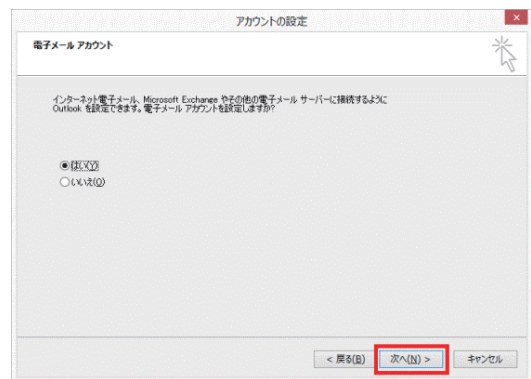 アカウントの設定
電子メール アカウント
インターネット電子メール、Microsoft Exchange やその他の電子メール サーバーに接続するように
Outlook を設定できます。電子メール アカウントを設定しますか?
はい(Y)
いいえ(O)
< 戻る(B) 次へ(N) > キャンセル